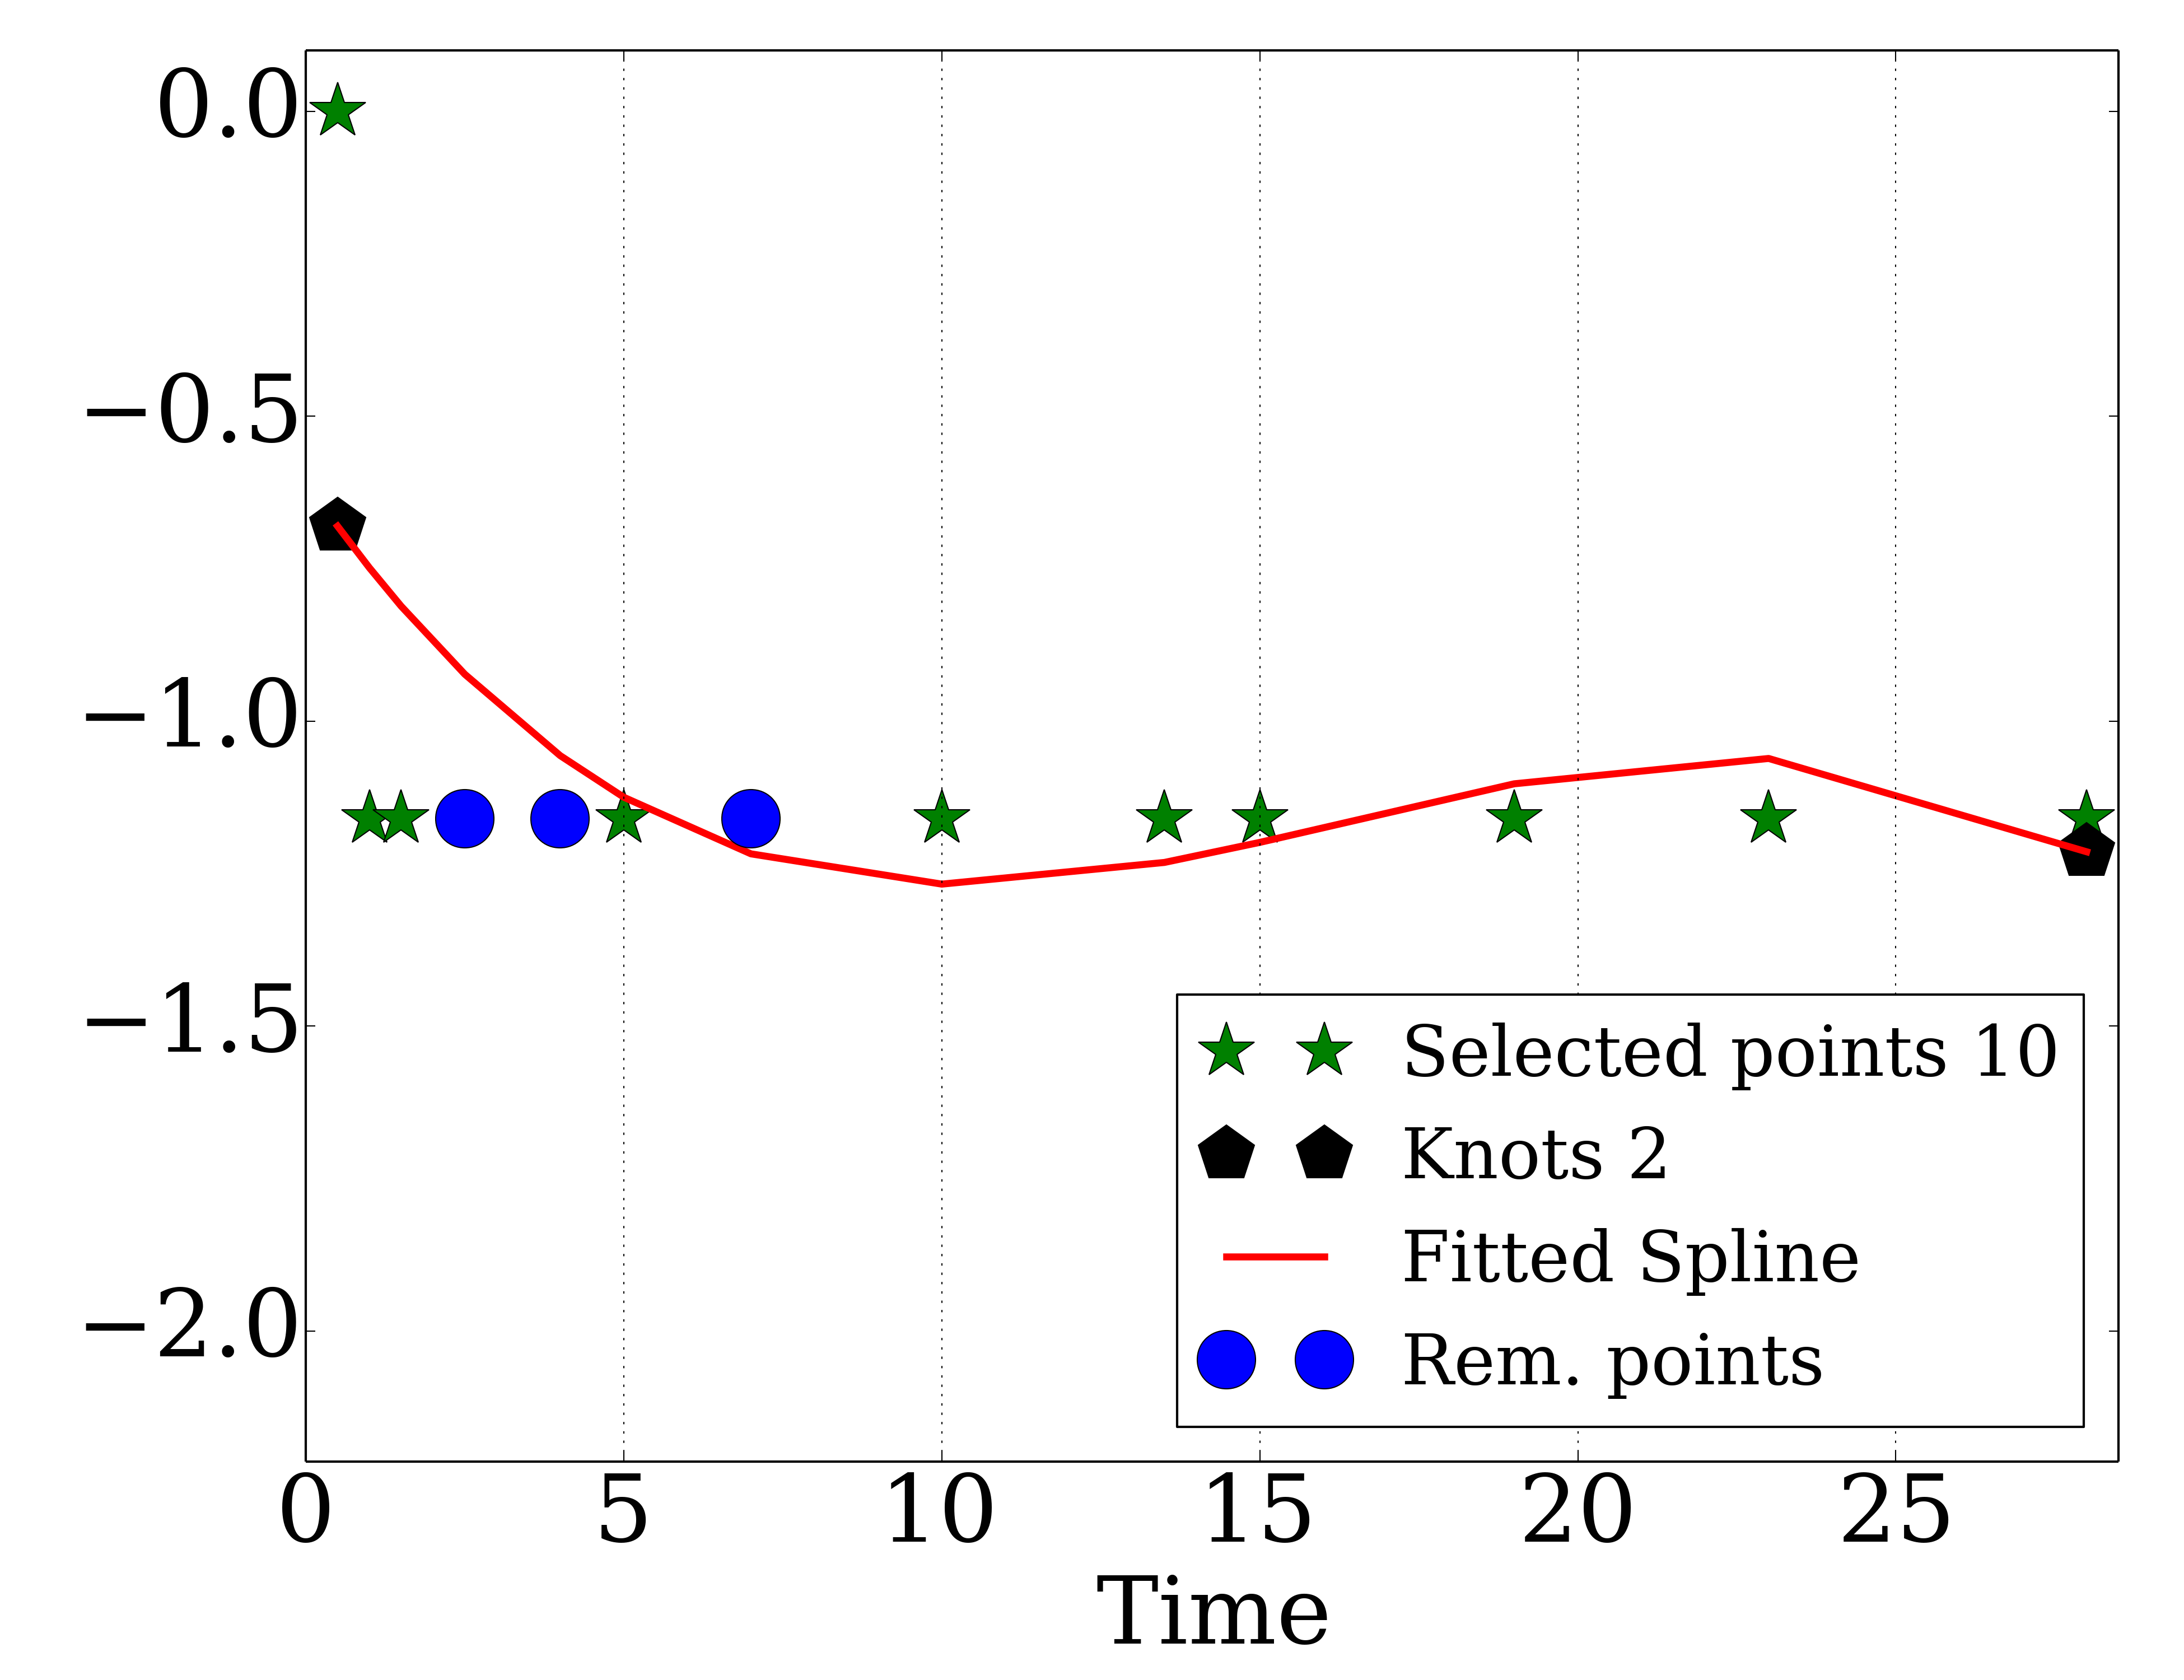 0.0
−0.5
−1.0
−1.5
−2.0
Selected points 10
Knots 2
Fitted Spline
Rem. points
0 5 10 15 20 25
Time